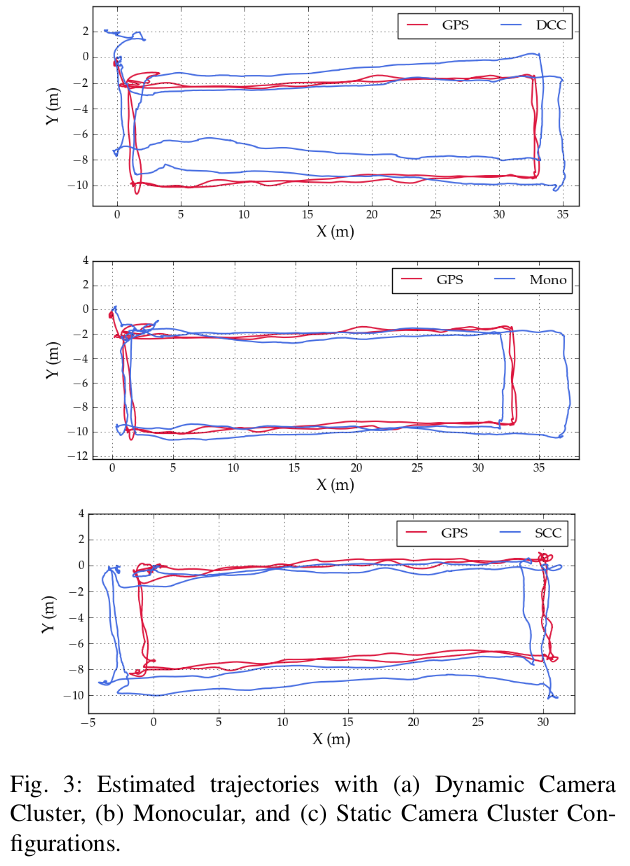 2
0
−2
−4
−6
−8
−10
Y (m)
GPS DCC
0 5 10 15 20 25 30 35
X (m)
4
2
0
−2
−4
−6
−8
−10
−12
Y (m)
GPS Mono
0 5 10 15 20 25 30 35
X (m)
4
2
0
−2
−4
−6
−8
−10
Y (m)
GPS SCC
−5 0 5 10 15 20 25 30
X (m)
Fig. 3: Estimated trajectories with (a) Dynamic Camera
Cluster, (b) Monocular, and (c) Static Camera Cluster Con-
figurations.